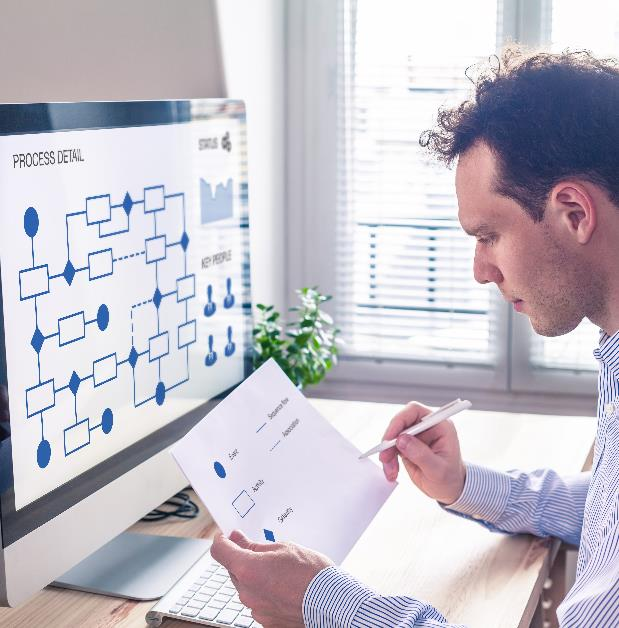 PROCESS DETAIL
STATUS
KEY PEOPLE
Sequence flow
Association
Event
Activity
Gateway